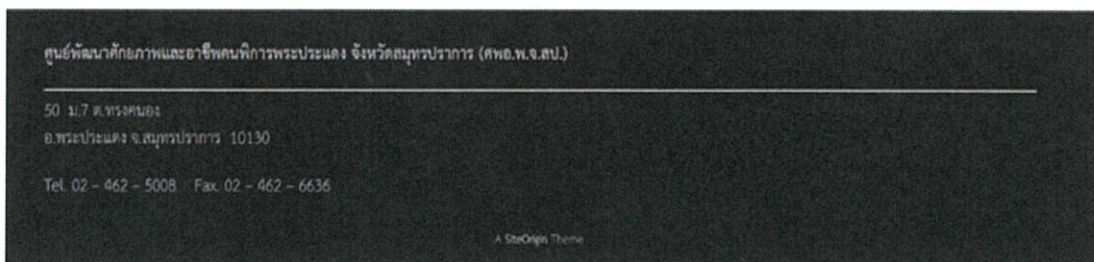 ศูนย์พัฒนาศักยภาพและอาชีพคนพิการพระประแดง จังหวัดสมุทรปราการ (ศพอ.พ.จ.สป.)
50 ม.7 ต.ทรงคนอง
อ.พระประแดง จ.สมุทรปราการ 10130
Tel. 02 – 462 – 5008 Fax. 02 – 462 – 6636
A SiteOrigin Theme